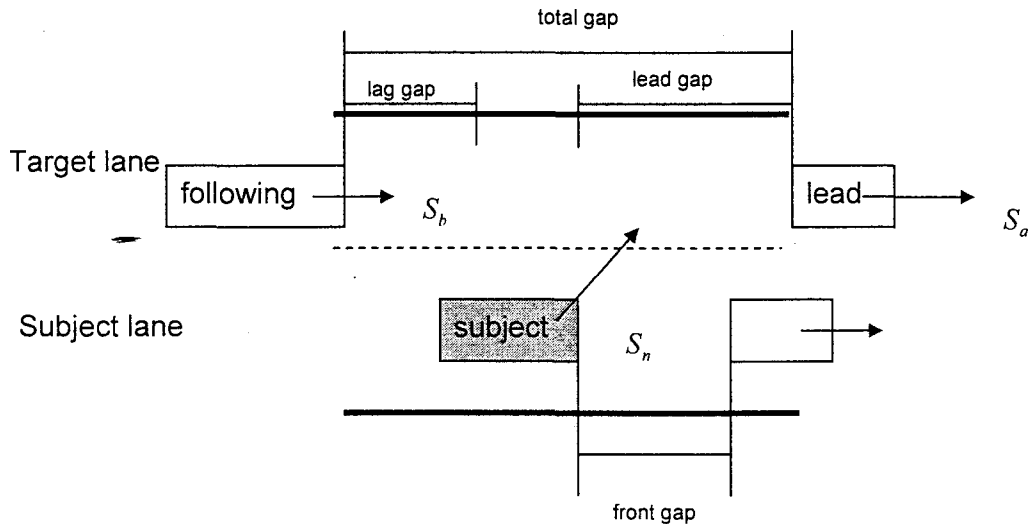 total gap
lag gap
lead gap
Target lane
following
lead
S_b
S_a
Subject lane
subject
S_n
front gap